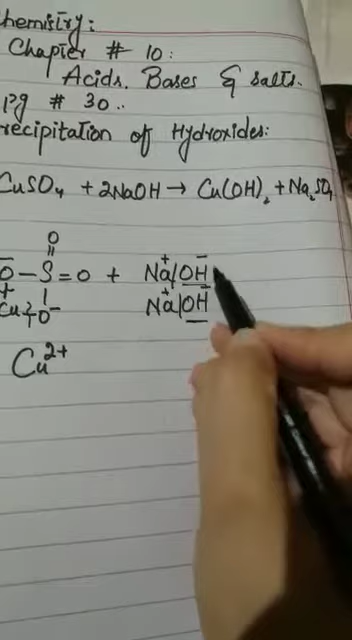 hemistry:
Chapter # 10:
Acids, Bases & salts.
pg # 30..
recipitation of Hydroxides:
CuSO₄ + 2NaOH → Cu(OH)₂ + Na₂SO₄
O
||
O⁻ — S = O + Na⁺|OH⁻
Cu²⁺ | O⁻ Na⁺|OH⁻
Cu²⁺